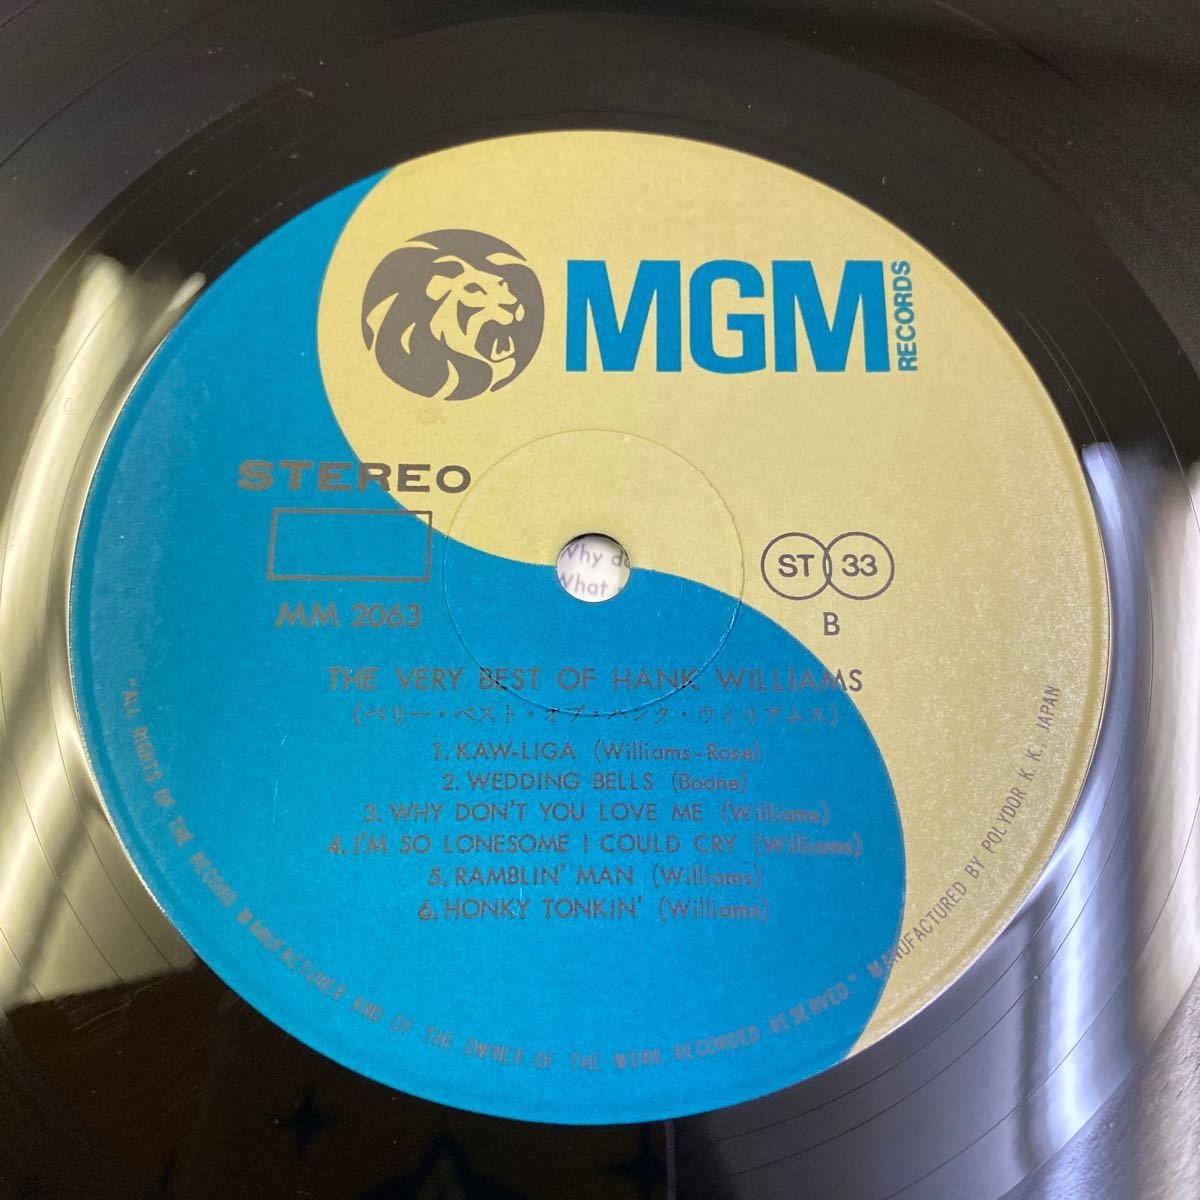 MGM
RECORDS
STEREO
ST 33
MM 2063
B
THE VERY BEST OF HANK WILLIAMS
(ベリー・ベスト・オブ・ハンク・ウィリアムス)
1. KAW-LIGA (Williams-Rose)
2. WEDDING BELLS (Boone)
3. WHY DON'T YOU LOVE ME (Williams)
4. I'M SO LONESOME I COULD CRY (Williams)
5. RAMBLIN' MAN (Williams)
6. HONKY TONKIN' (Williams)
"ALL RIGHTS OF THE RECORD MANUFACTURER AND OF THE OWNER OF THE WORK RECORDED RESERVED" MANUFACTURED BY POLYDOR K. K. JAPAN
Why
What